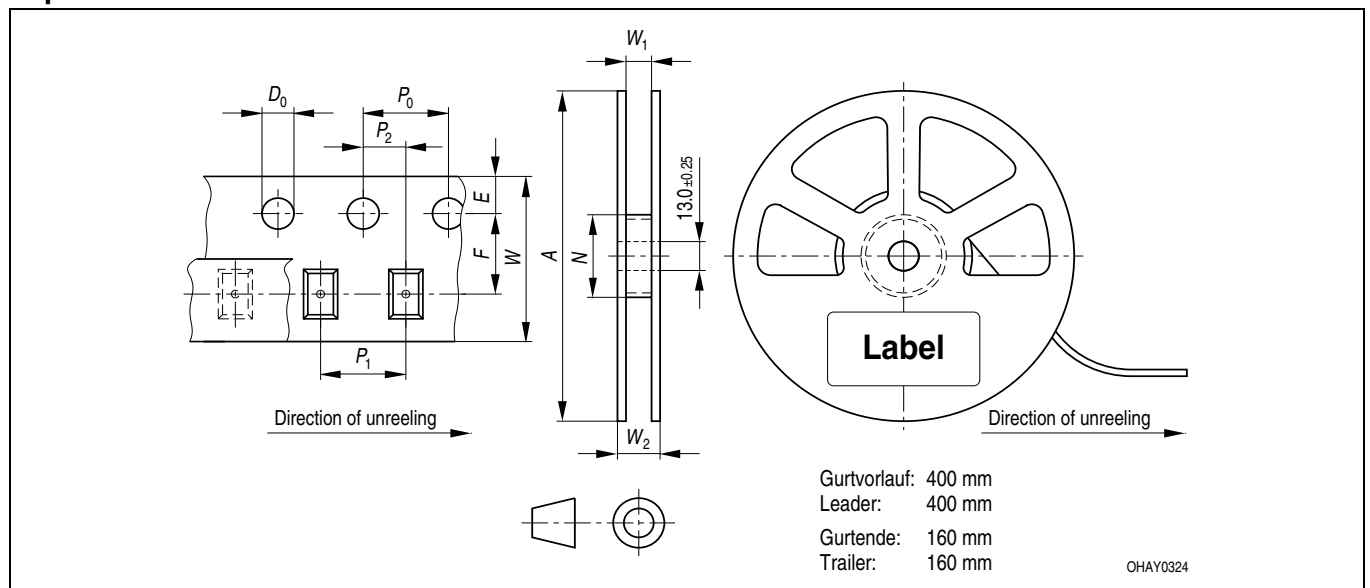 W₁
D₀
P₀
P₂
E
F
W
A
N
13.0 ±0.25
P₁
Label
Direction of unreeling
W₂
Direction of unreeling
Gurtvorlauf: 400 mm
Leader: 400 mm
Gurtende: 160 mm
Trailer: 160 mm
OHAY0324